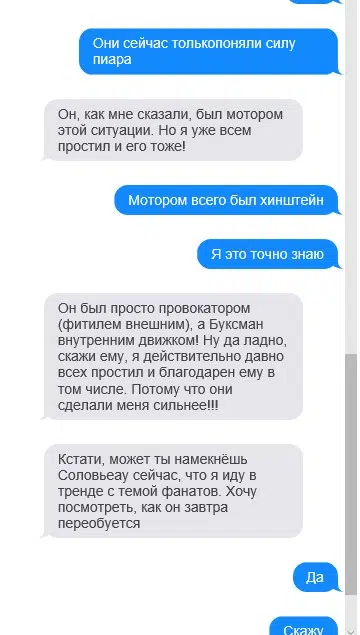 Они сейчас толькопоняли силу
пиара
Он, как мне сказали, был мотором
этой ситуации. Но я уже всем
простил и его тоже!
Мотором всего был хинштейн
Я это точно знаю
Он был просто провокатором
(фитилем внешним), а Буксман
внутренним движком! Ну да ладно,
скажи ему, я действительно давно
всех простил и благодарен ему в
том числе. Потому что они
сделали меня сильнее!!!
Кстати, может ты намекнёшь
Соловьеау сейчас, что я иду в
тренде с темой фанатов. Хочу
посмотреть, как он завтра
переобуется
Да
Скажу